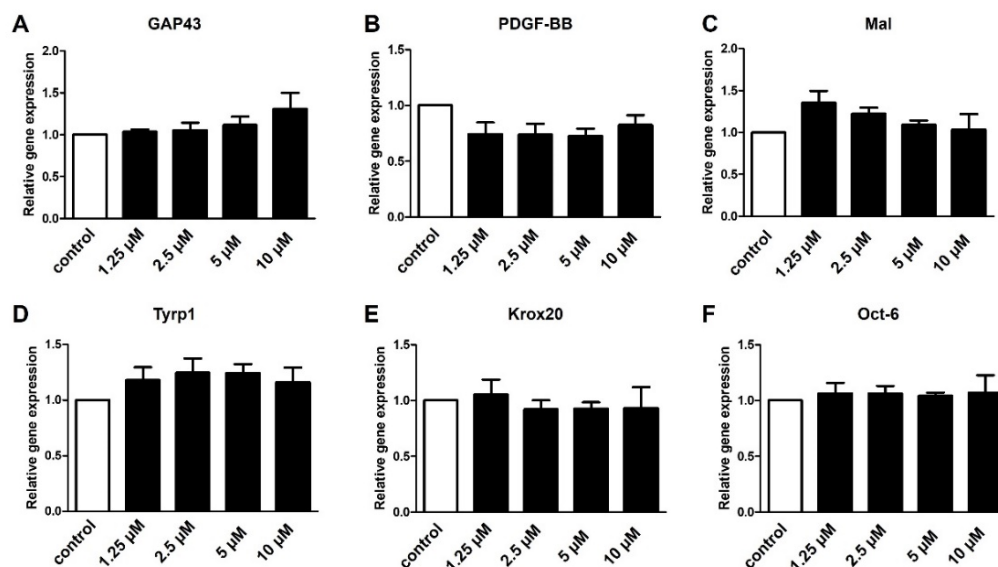 A
GAP43
Relative gene expression
2.0
1.5
1.0
0.5
0.0
control
1.25 µM
2.5 µM
5 µM
10 µM
B
PDGF-BB
Relative gene expression
1.5
1.0
0.5
0.0
control
1.25 µM
2.5 µM
5 µM
10 µM
C
Mal
Relative gene expression
2.0
1.5
1.0
0.5
0.0
control
1.25 µM
2.5 µM
5 µM
10 µM
D
Tyrp1
Relative gene expression
1.5
1.0
0.5
0.0
control
1.25 µM
2.5 µM
5 µM
10 µM
E
Krox20
Relative gene expression
1.5
1.0
0.5
0.0
control
1.25 µM
2.5 µM
5 µM
10 µM
F
Oct-6
Relative gene expression
1.5
1.0
0.5
0.0
control
1.25 µM
2.5 µM
5 µM
10 µM